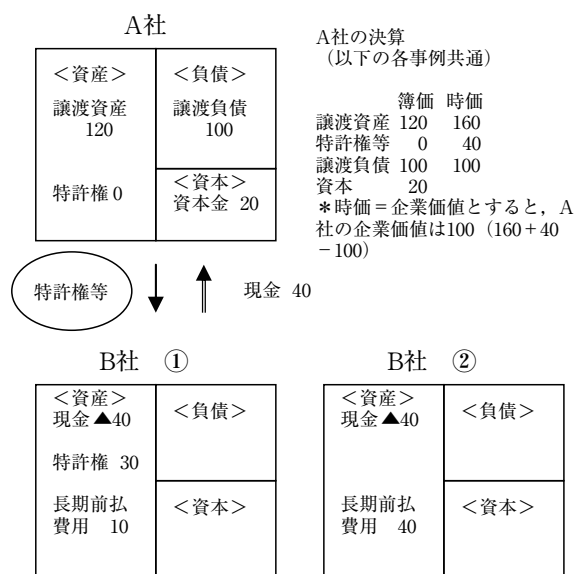 A社
＜資産＞
譲渡資産
120
特許権 0
＜負債＞
譲渡負債
100
＜資本＞
資本金 20
A社の決算
（以下の各事例共通）
簿価 時価
譲渡資産 120 160
特許権等 0 40
譲渡負債 100 100
資本 20
＊時価＝企業価値とすると，A
社の企業価値は100（160＋40
－100）
特許権等
現金 40
B社 ①
＜資産＞
現金▲40
特許権 30
長期前払
費用 10
＜負債＞
＜資本＞
B社 ②
＜資産＞
現金▲40
長期前払
費用 40
＜負債＞
＜資本＞